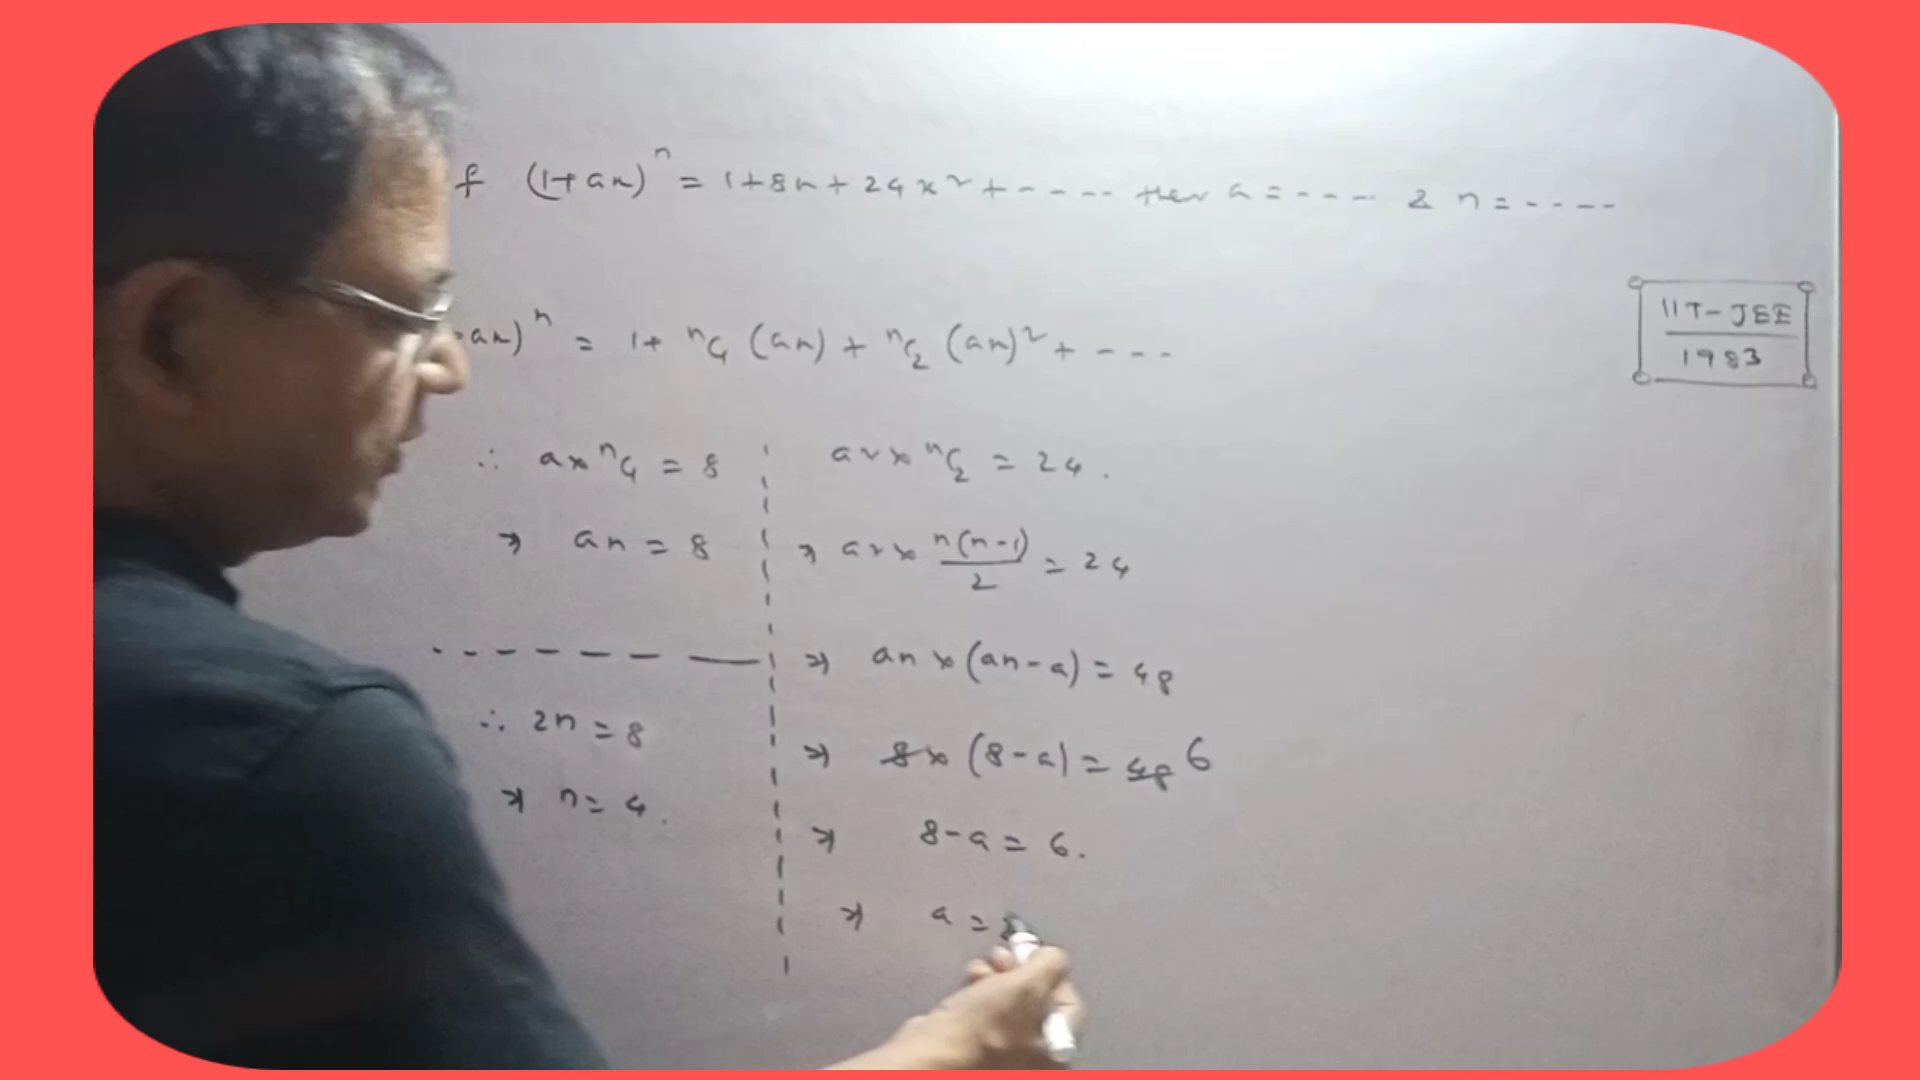 f (1+ax)ⁿ = 1+8x+24x²+---- then a=---- & n=----
IIT-JEE
1983
ax)ⁿ = 1+ ⁿC₁ (ax) + ⁿC₂ (ax)² + ---
∴ a×ⁿC₁ = 8
⇒ an = 8
∴ 2n = 8
⇒ n = 4.
a²×ⁿC₂ = 24.
⇒ a²× n(n-1)/2 = 24
⇒ an×(an-a) = 48
⇒ 8×(8-a) = 48 6
⇒ 8-a = 6.
⇒ a =